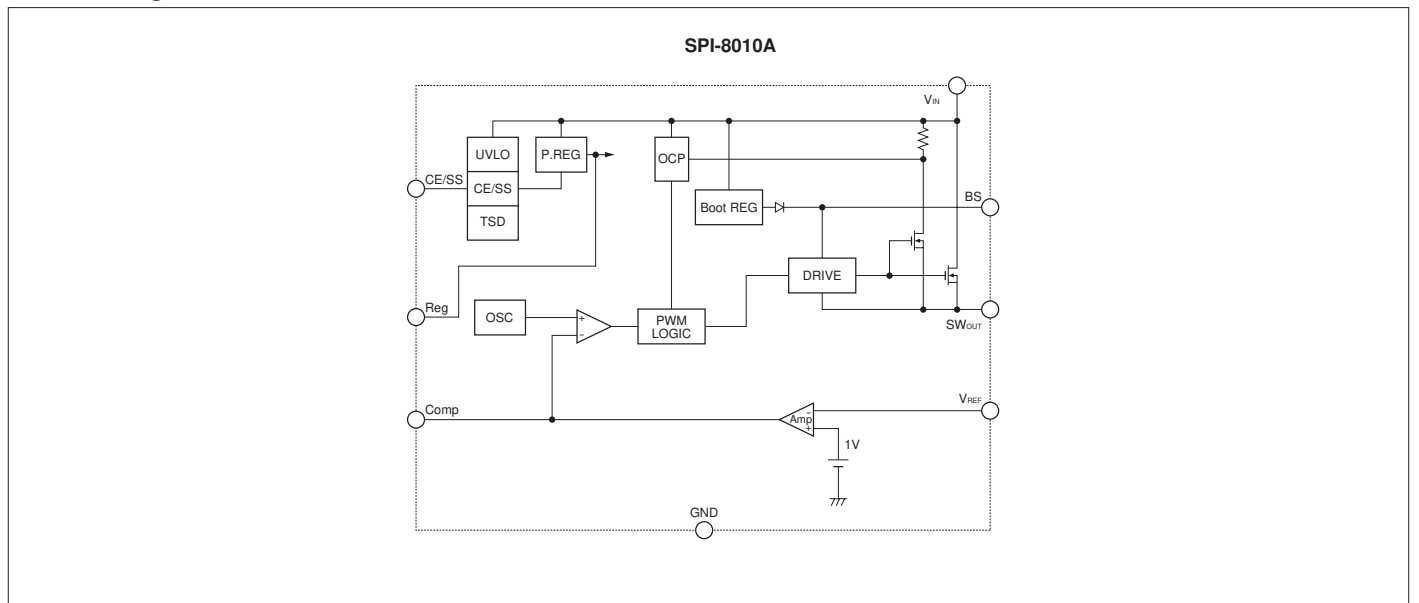 SPI-8010A
VIN
UVLO
P.REG
OCP
CE/SS
CE/SS
BS
TSD
Boot REG
DRIVE
Reg
OSC
+
−
PWM
LOGIC
SWOUT
Comp
VREF
Amp
−
+
1V
GND